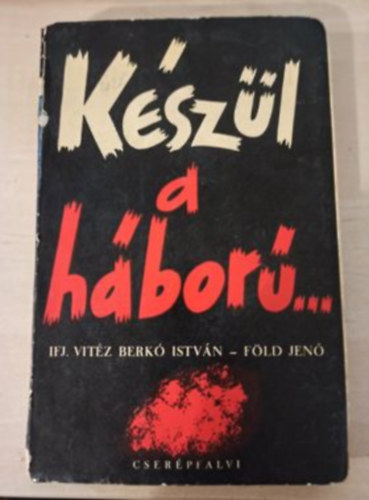 Készül
a
háború...
IFJ. VITÉZ BERKÓ ISTVÁN – FÖLD JENŐ
CSERÉPFALVI